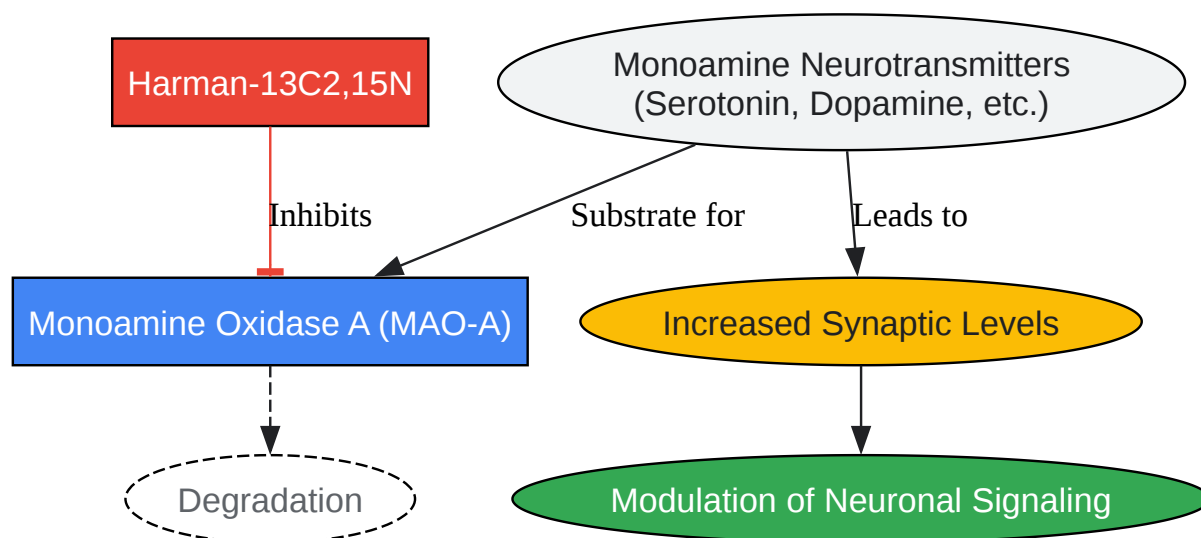 Harman-13C2,15N
Monoamine Neurotransmitters
(Serotonin, Dopamine, etc.)
Inhibits
Substrate for
Leads to
Monoamine Oxidase A (MAO-A)
Increased Synaptic Levels
Degradation
Modulation of Neuronal Signaling